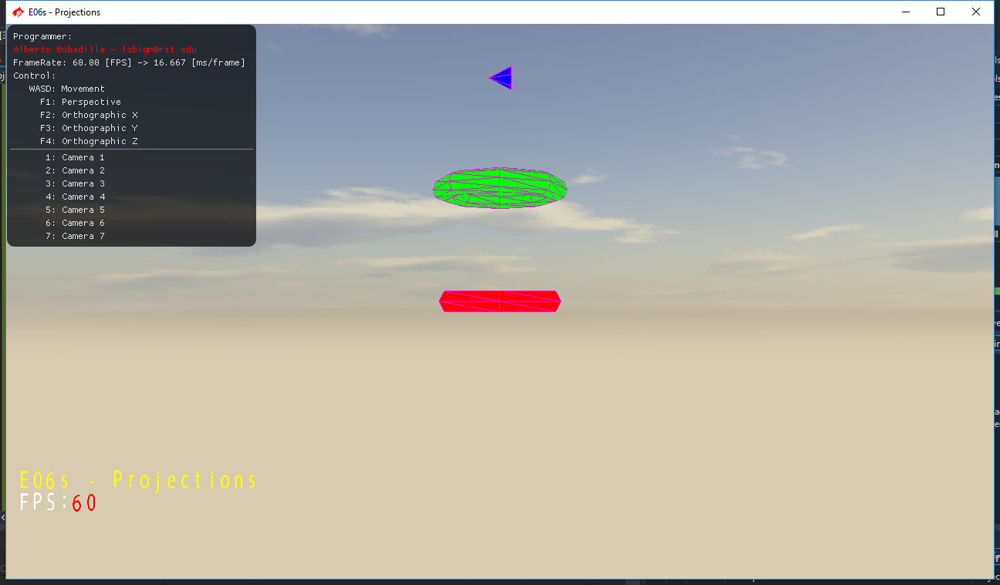 E06s - Projections
Programmer:
Alberto Bobadilla - labigm@rit.edu
FrameRate: 60.00 [FPS] -> 16.667 [ms/frame]
Control:
WASD: Movement
F1: Perspective
F2: Orthographic X
F3: Orthographic Y
F4: Orthographic Z
1: Camera 1
2: Camera 2
3: Camera 3
4: Camera 4
5: Camera 5
6: Camera 6
7: Camera 7
E06s - Projections
FPS:60